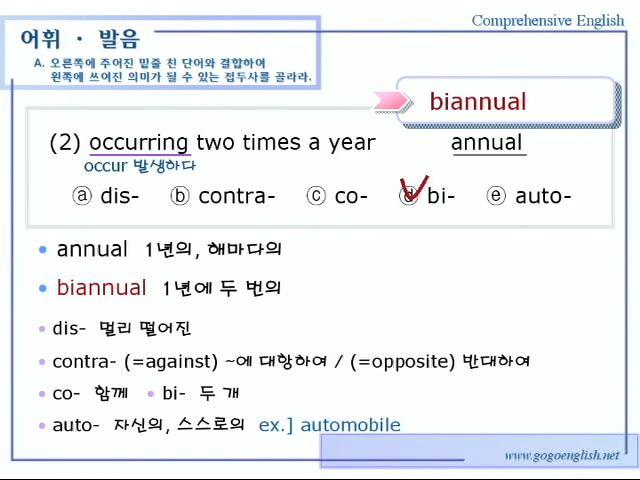 Comprehensive English
어휘 · 발음
A. 오른쪽에 주어진 밑줄 친 단어와 결합하여
왼쪽에 쓰여진 의미가 될 수 있는 접두사를 골라라.
biannual
(2) occurring two times a year annual
occur 발생하다
ⓐ dis- ⓑ contra- ⓒ co- ⓓ bi- ⓔ auto-
• annual 1년의, 해마다의
• biannual 1년에 두 번의
• dis- 멀리 떨어진
• contra- (=against) ~에 대항하여 / (=opposite) 반대하여
• co- 함께 • bi- 두 개
• auto- 자신의, 스스로의 ex.] automobile
www.gogoenglish.net